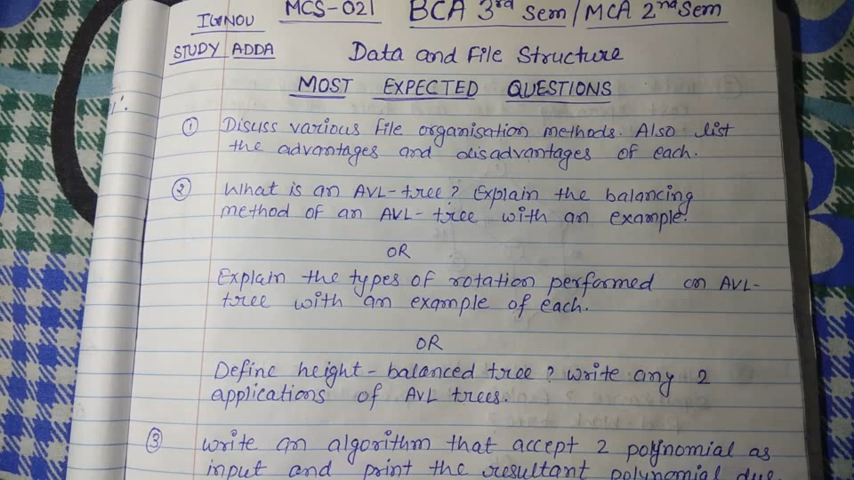 IGNOU MCS-021 BCA 3rd Sem/MCA 2nd Sem
STUDY ADDA Data and File Structure
MOST EXPECTED QUESTIONS
① Disuss various File organisation methods. Also list
the advantages and disadvantages of each.
② What is an AVL-tree? Explain the balancing
method of an AVL-tree with an example.
OR
Explain the types of rotation performed on AVL-
tree with an example of each.
OR
Define height-balanced tree? Write any 2
applications of AVL trees.
③ Write an algorithm that accept 2 polynomial as
input and print the resultant polynomial due